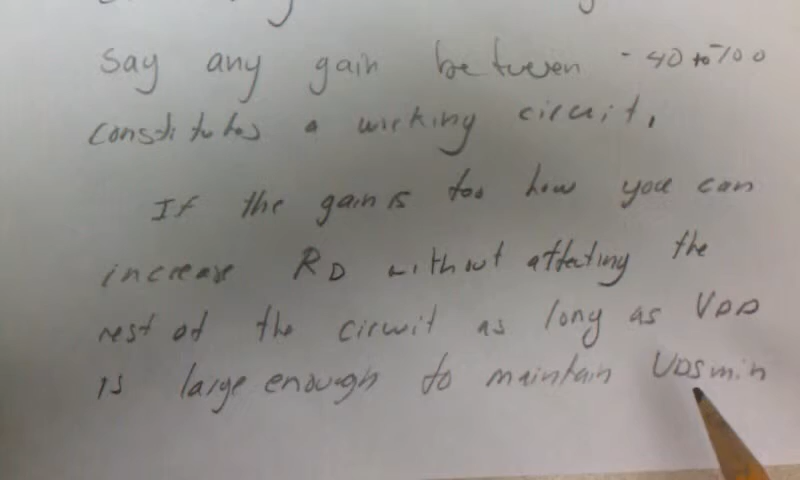 say any gain between -40 to -100
constitutes a working circuit.
If the gain is too low you can
increase RD without affecting the
rest of the circuit as long as VDD
is large enough to maintain VDSmin